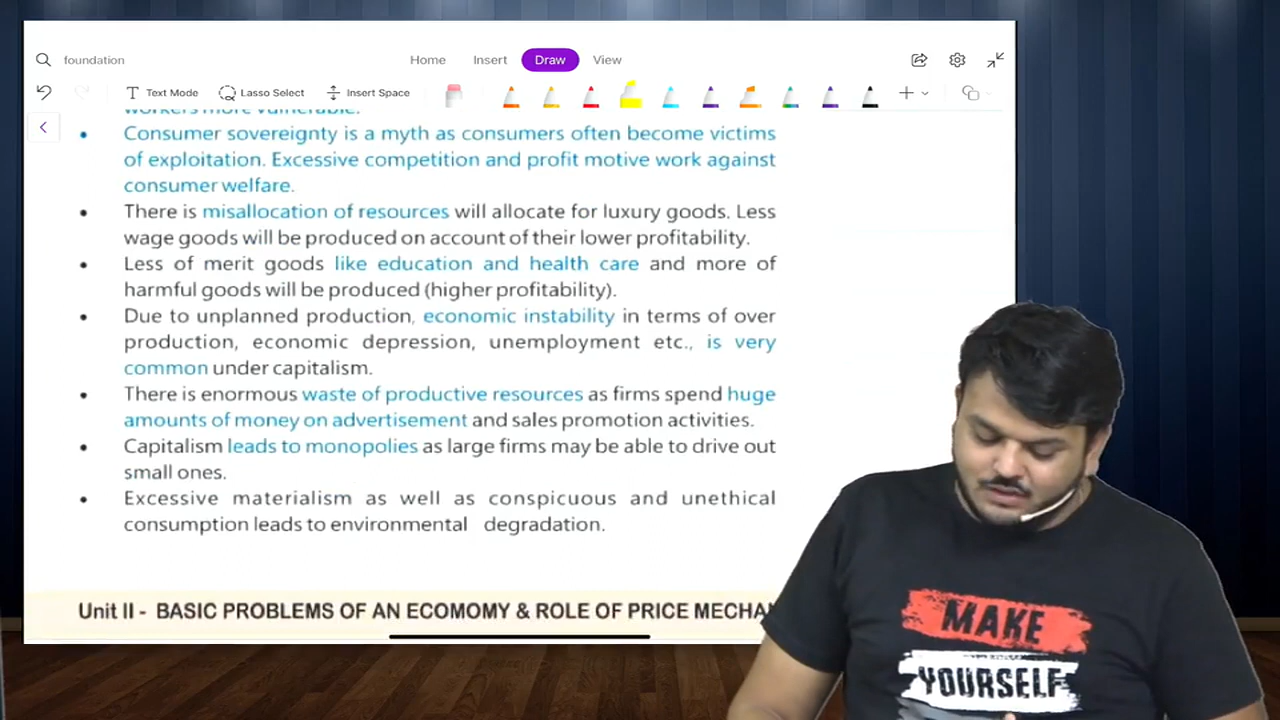 foundation
Home Insert Draw View
Text Mode Lasso Select Insert Space
workers more vulnerable.
• Consumer sovereignty is a myth as consumers often become victims
of exploitation. Excessive competition and profit motive work against
consumer welfare.
• There is misallocation of resources will allocate for luxury goods. Less
wage goods will be produced on account of their lower profitability.
• Less of merit goods like education and health care and more of
harmful goods will be produced (higher profitability).
• Due to unplanned production, economic instability in terms of over
production, economic depression, unemployment etc., is very
common under capitalism.
• There is enormous waste of productive resources as firms spend huge
amounts of money on advertisement and sales promotion activities.
• Capitalism leads to monopolies as large firms may be able to drive out
small ones.
• Excessive materialism as well as conspicuous and unethical
consumption leads to environmental degradation.
Unit II - BASIC PROBLEMS OF AN ECOMOMY & ROLE OF PRICE
MAKE
YOURSELF